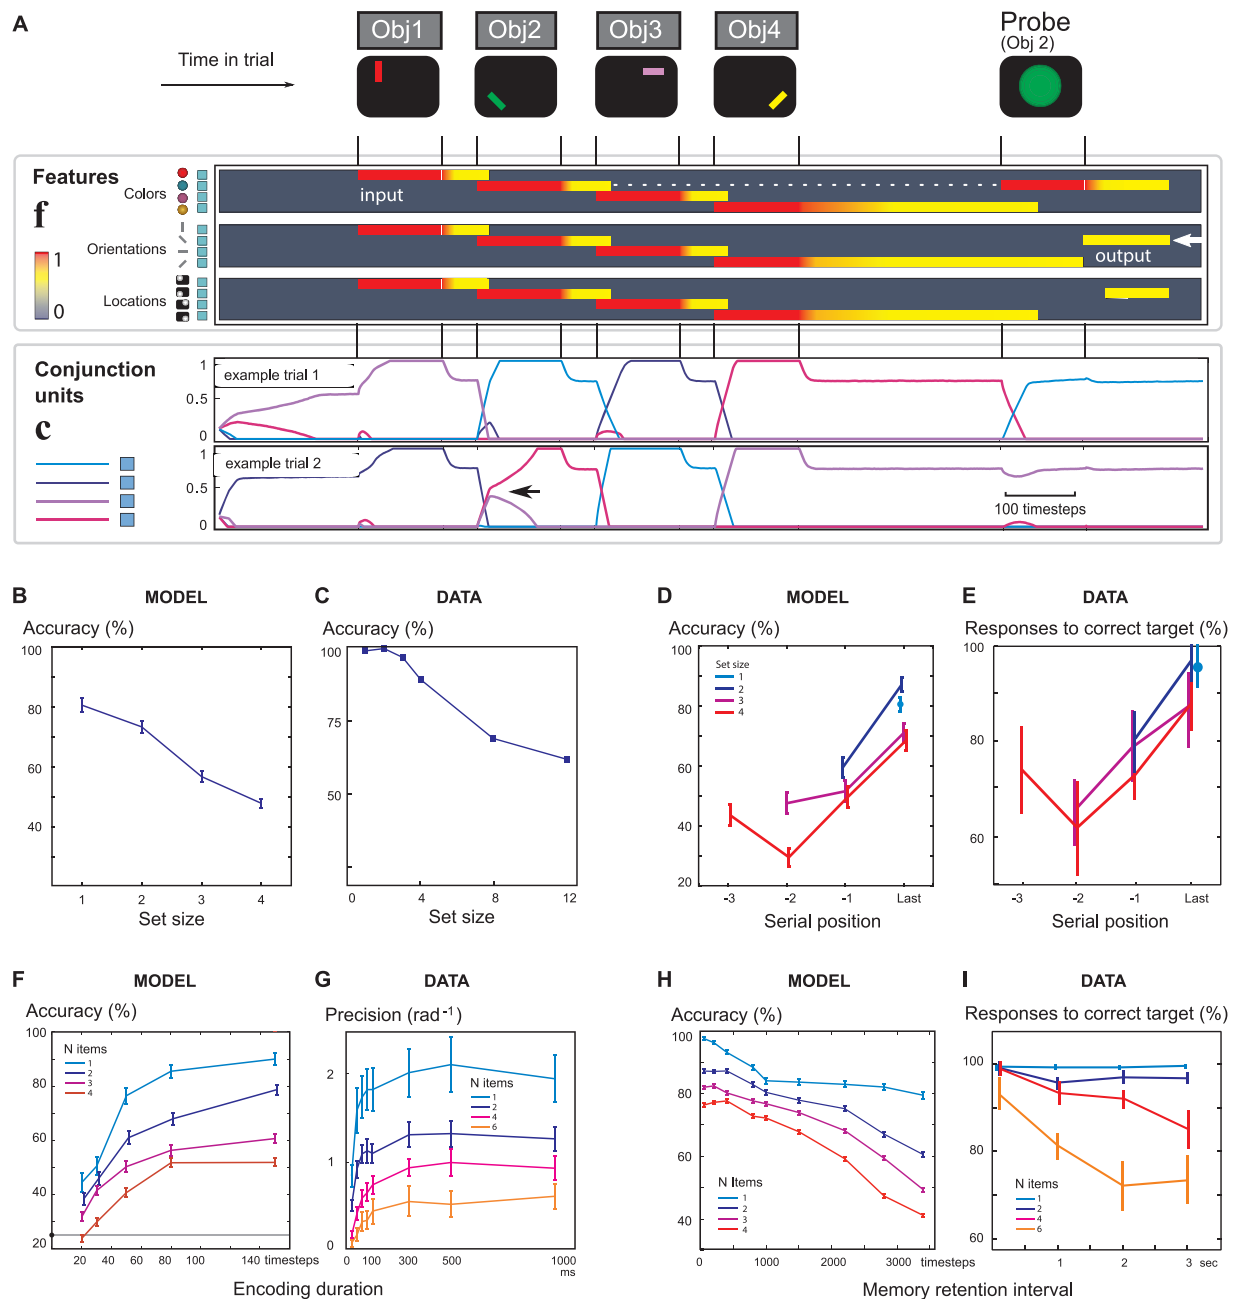 A
Time in trial
Obj1
Obj2
Obj3
Obj4
Probe
(Obj 2)
Features
f
1
0
Colors
Orientations
Locations
input
output
Conjunction
units
c
1
0.5
0
example trial 1
1
0.5
0
example trial 2
100 timesteps
B
MODEL
Accuracy (%)
100
80
60
40
1 2 3 4
Set size
C
DATA
Accuracy (%)
100
75
50
0 4 8 12
Set size
D
MODEL
Accuracy (%)
100
80
60
40
20
Set size
1
2
3
4
-3 -2 -1 Last
Serial position
E
DATA
Responses to correct target (%)
100
80
60
-3 -2 -1 Last
Serial position
F
MODEL
Accuracy (%)
100
80
60
40
20
N items
1
2
3
4
20 60 100 140 timesteps
G
DATA
Precision (rad-1)
2
1
0
N items
1
2
4
6
100 300 500 1000
ms
Encoding duration
H
MODEL
Accuracy (%)
100
80
60
40
N Items
1
2
3
4
0 1000 2000 3000 timesteps
I
DATA
Responses to correct target (%)
100
80
60
N items
1
2
4
6
1 2 3 sec
Memory retention interval